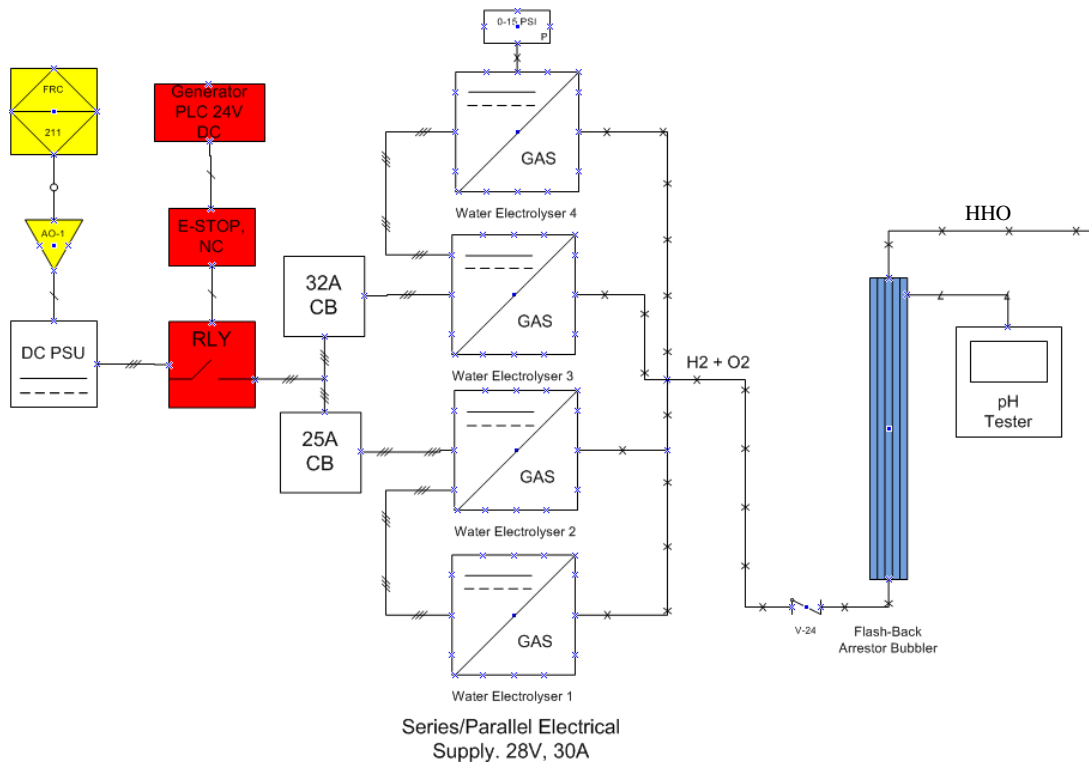 0-15 PSI
P
FRC
211
Generator
PLC 24V
DC
GAS
Water Electrolyser 4
HHO
AO-1
E-STOP,
NC
32A
CB
GAS
DC PSU
RLY
Water Electrolyser 3
H2 + O2
pH
Tester
25A
CB
GAS
Water Electrolyser 2
GAS
V-24
Flash-Back
Arrestor Bubbler
Water Electrolyser 1
Series/Parallel Electrical
Supply. 28V, 30A